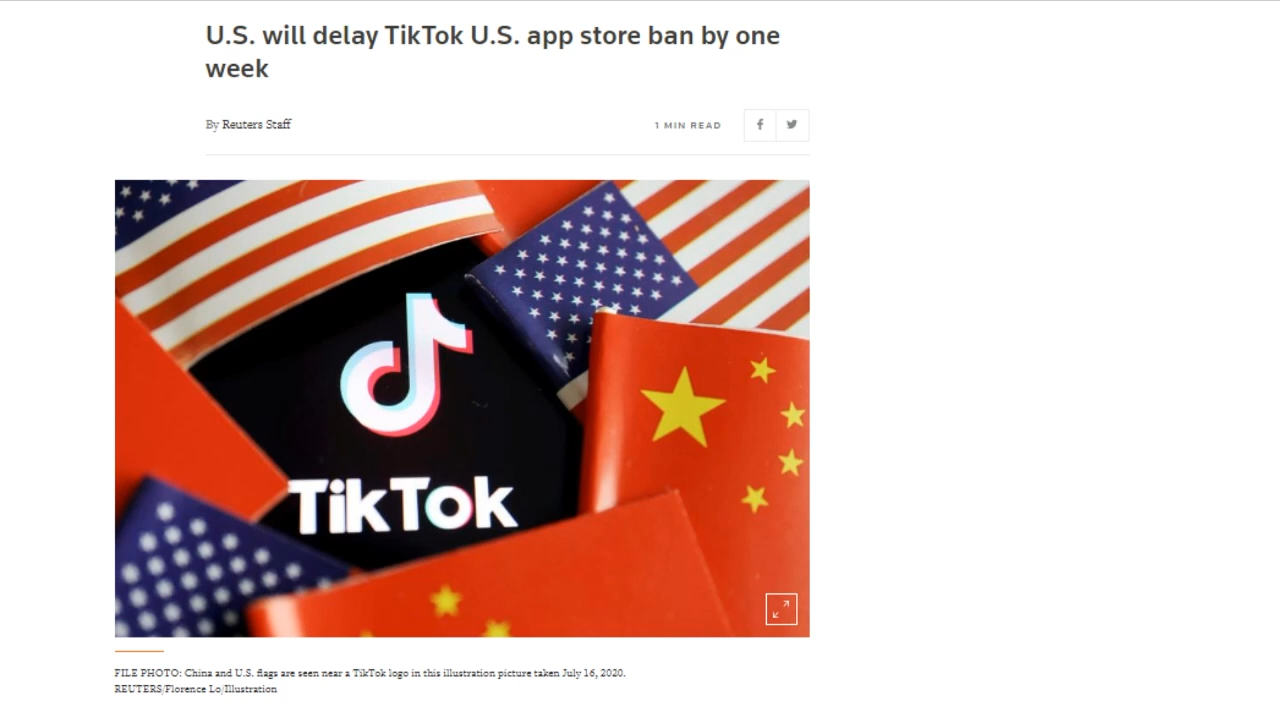 U.S. will delay TikTok U.S. app store ban by one
week
By Reuters Staff
1 MIN READ
TikTok
FILE PHOTO: China and U.S. flags are seen near a TikTok logo in this illustration picture taken July 16, 2020.
REUTERS/Florence Lo/Illustration